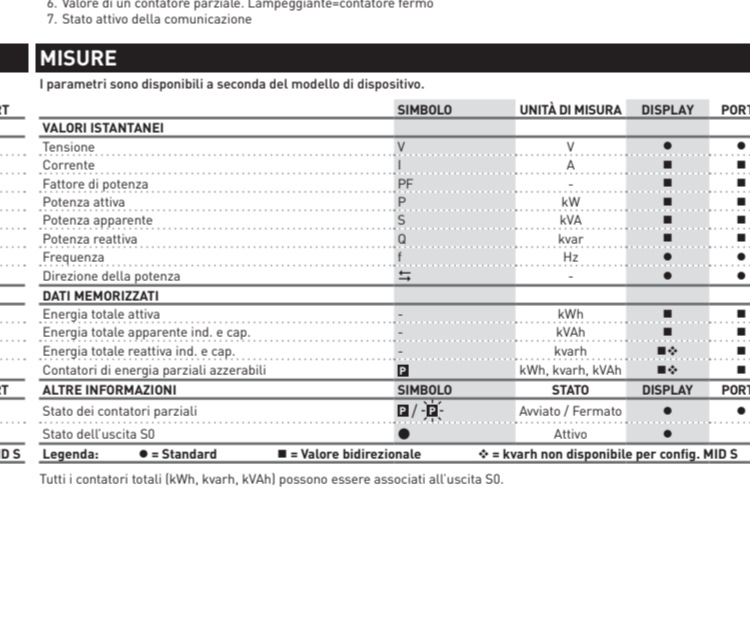 6. Valore di un contatore parziale. Lampeggiante=contatore fermo
7. Stato attivo della comunicazione
MISURE
I parametri sono disponibili a seconda del modello di dispositivo.
RT SIMBOLO UNITÀ DI MISURA DISPLAY PORT
VALORI ISTANTANEI
Tensione V V ● ●
Corrente I A ■ ■
Fattore di potenza PF - ■ ■
Potenza attiva P kW ■ ■
Potenza apparente S kVA ■ ■
Potenza reattiva Q kvar ■ ■
Frequenza f Hz ● ●
Direzione della potenza ⇆ - ● ●
DATI MEMORIZZATI
Energia totale attiva - kWh ■ ■
Energia totale apparente ind. e cap. - kVAh ■ ■
Energia totale reattiva ind. e cap. - kvarh ■❖ ■
Contatori di energia parziali azzerabili P kWh, kvarh, kVAh ■❖ ■
RT ALTRE INFORMAZIONI SIMBOLO STATO DISPLAY PORT
Stato dei contatori parziali P / P Avviato / Fermato ● ●
Stato dell'uscita S0 ● Attivo ●
ID S Legenda: ● = Standard ■ = Valore bidirezionale ❖ = kvarh non disponibile per config. MID S
Tutti i contatori totali (kWh, kvarh, kVAh) possono essere associati all'uscita S0.